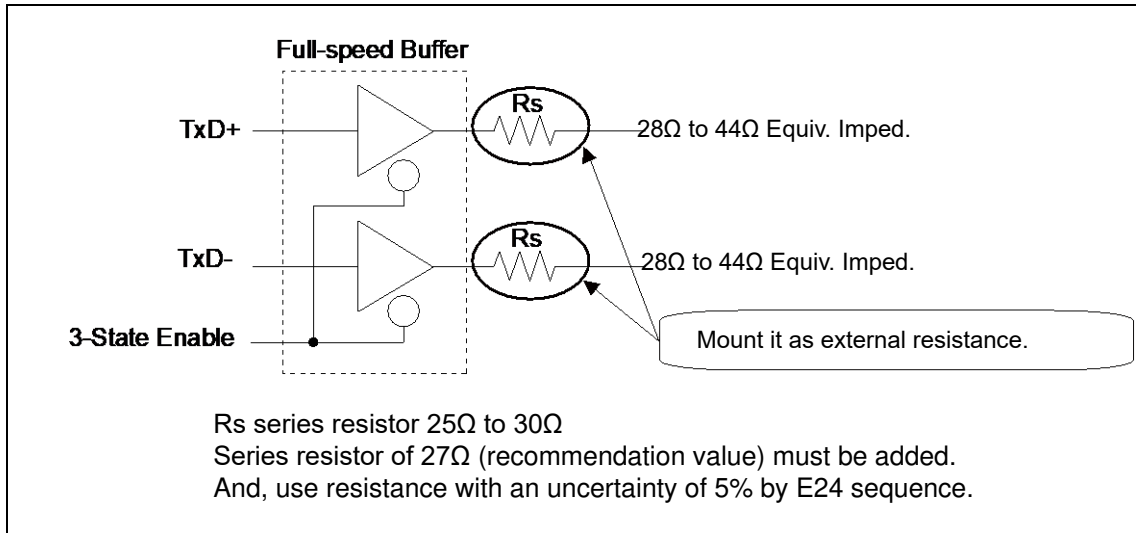 Full-speed Buffer
TxD+
Rs
28Ω to 44Ω Equiv. Imped.
TxD-
Rs
28Ω to 44Ω Equiv. Imped.
3-State Enable
Mount it as external resistance.
Rs series resistor 25Ω to 30Ω
Series resistor of 27Ω (recommendation value) must be added.
And, use resistance with an uncertainty of 5% by E24 sequence.